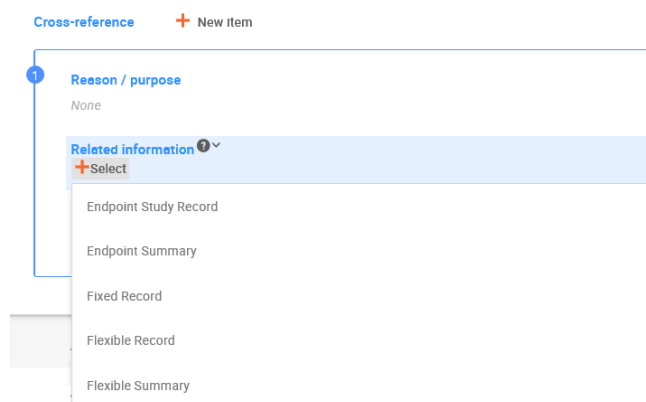 Cross-reference + New item
1
Reason / purpose
None
Related information ?
+Select
Endpoint Study Record
Endpoint Summary
Fixed Record
Flexible Record
Flexible Summary